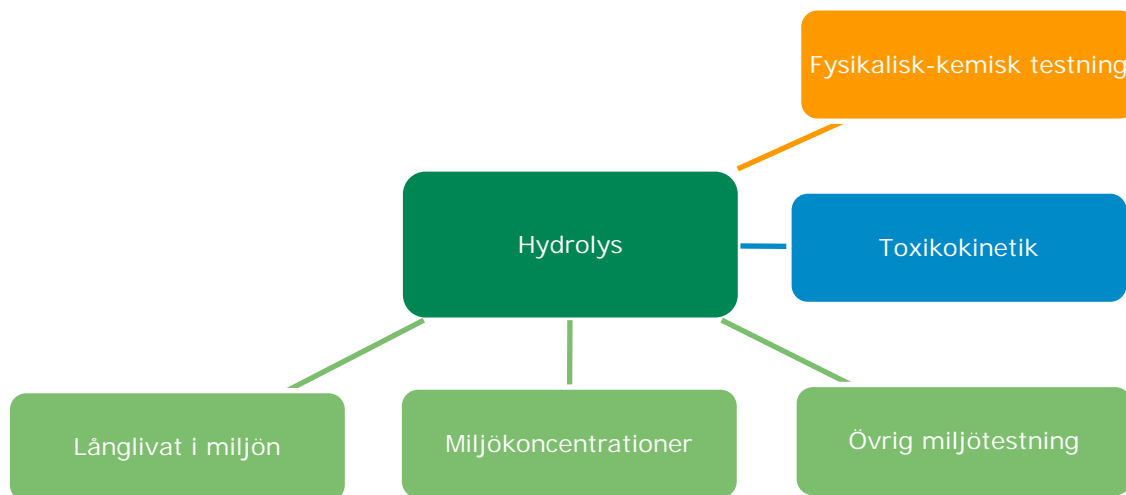 Fysikalisk-kemisk testning
Hydrolys
Toxikokinetik
Långlivat i miljön
Miljökoncentrationer
Övrig miljötestning